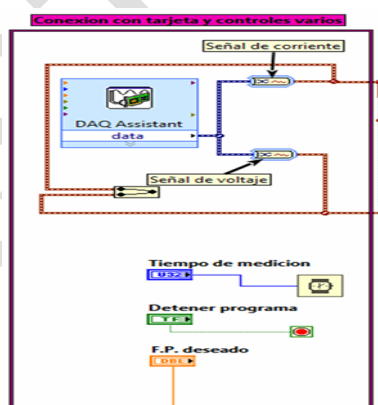 Conexion con tarjeta y controles varios
Señal de corriente
DAQ Assistant
data
Señal de voltaje
Tiempo de medicion
U32
Detener programa
TF
F.P. deseado
DBL